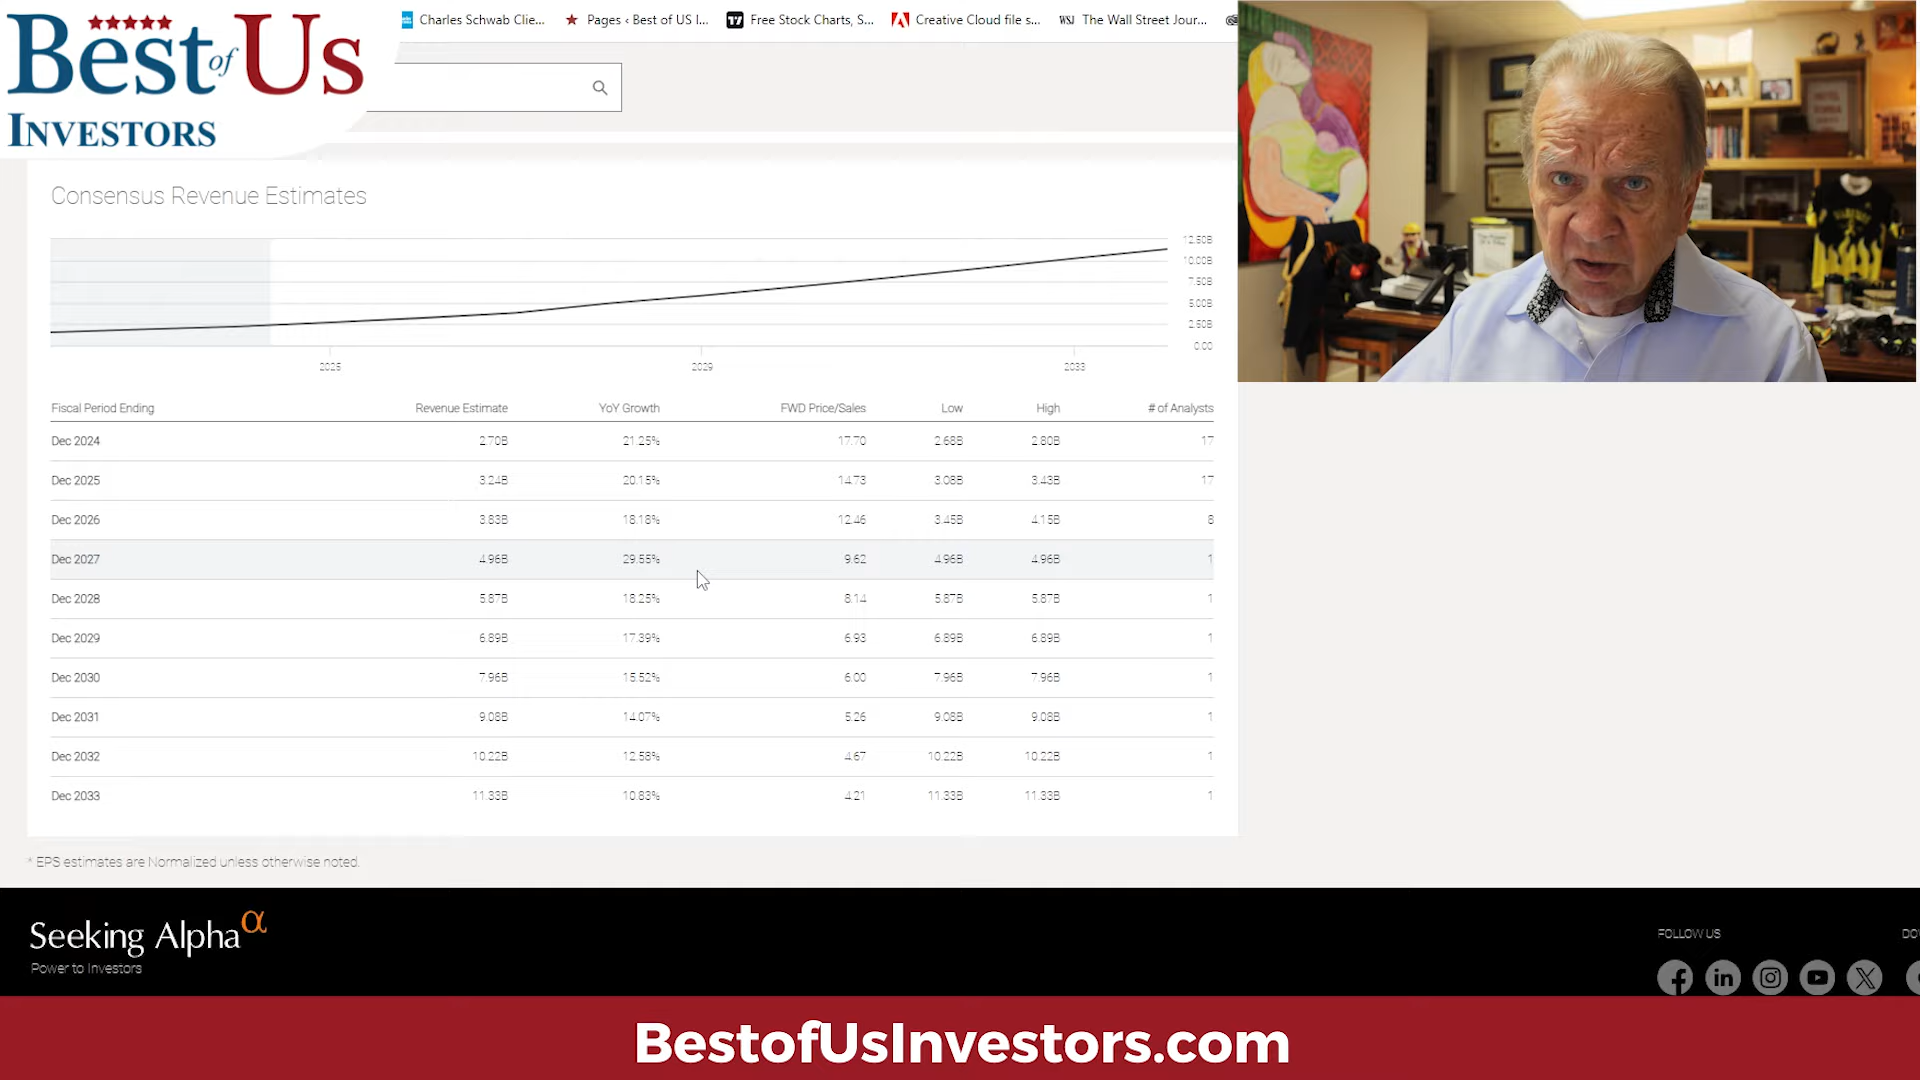 Best of Us
INVESTORS
Charles Schwab Clie...
Pages ‹ Best of US I...
Free Stock Charts, S...
Creative Cloud file s...
WSJ The Wall Street Jour...
Consensus Revenue Estimates
12.50B
10.00B
7.50B
5.00B
2.50B
0.00
2025 2029 2033
Fiscal Period Ending Revenue Estimate YoY Growth FWD Price/Sales Low High # of Analysts
Dec 2024 2.70B 21.25% 17.70 2.68B 2.80B 17
Dec 2025 3.24B 20.15% 14.73 3.08B 3.43B 17
Dec 2026 3.83B 18.18% 12.46 3.45B 4.15B 8
Dec 2027 4.96B 29.55% 9.62 4.96B 4.96B 1
Dec 2028 5.87B 18.25% 8.14 5.87B 5.87B 1
Dec 2029 6.89B 17.39% 6.93 6.89B 6.89B 1
Dec 2030 7.96B 15.52% 6.00 7.96B 7.96B 1
Dec 2031 9.08B 14.07% 5.26 9.08B 9.08B 1
Dec 2032 10.22B 12.58% 4.67 10.22B 10.22B 1
Dec 2033 11.33B 10.83% 4.21 11.33B 11.33B 1
* EPS estimates are Normalized unless otherwise noted.
Seeking Alpha α
Power to Investors
FOLLOW US
DO
BestofUsInvestors.com